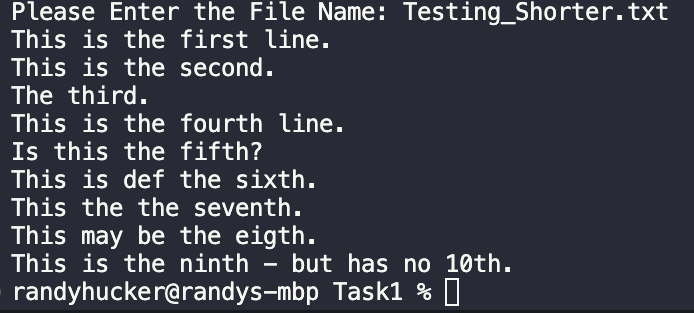 Please Enter the File Name: Testing_Shorter.txt
This is the first line.
This is the second.
The third.
This is the fourth line.
Is this the fifth?
This is def the sixth.
This the the seventh.
This may be the eigth.
This is the ninth – but has no 10th.
randyhucker@randys-mbp Task1 %